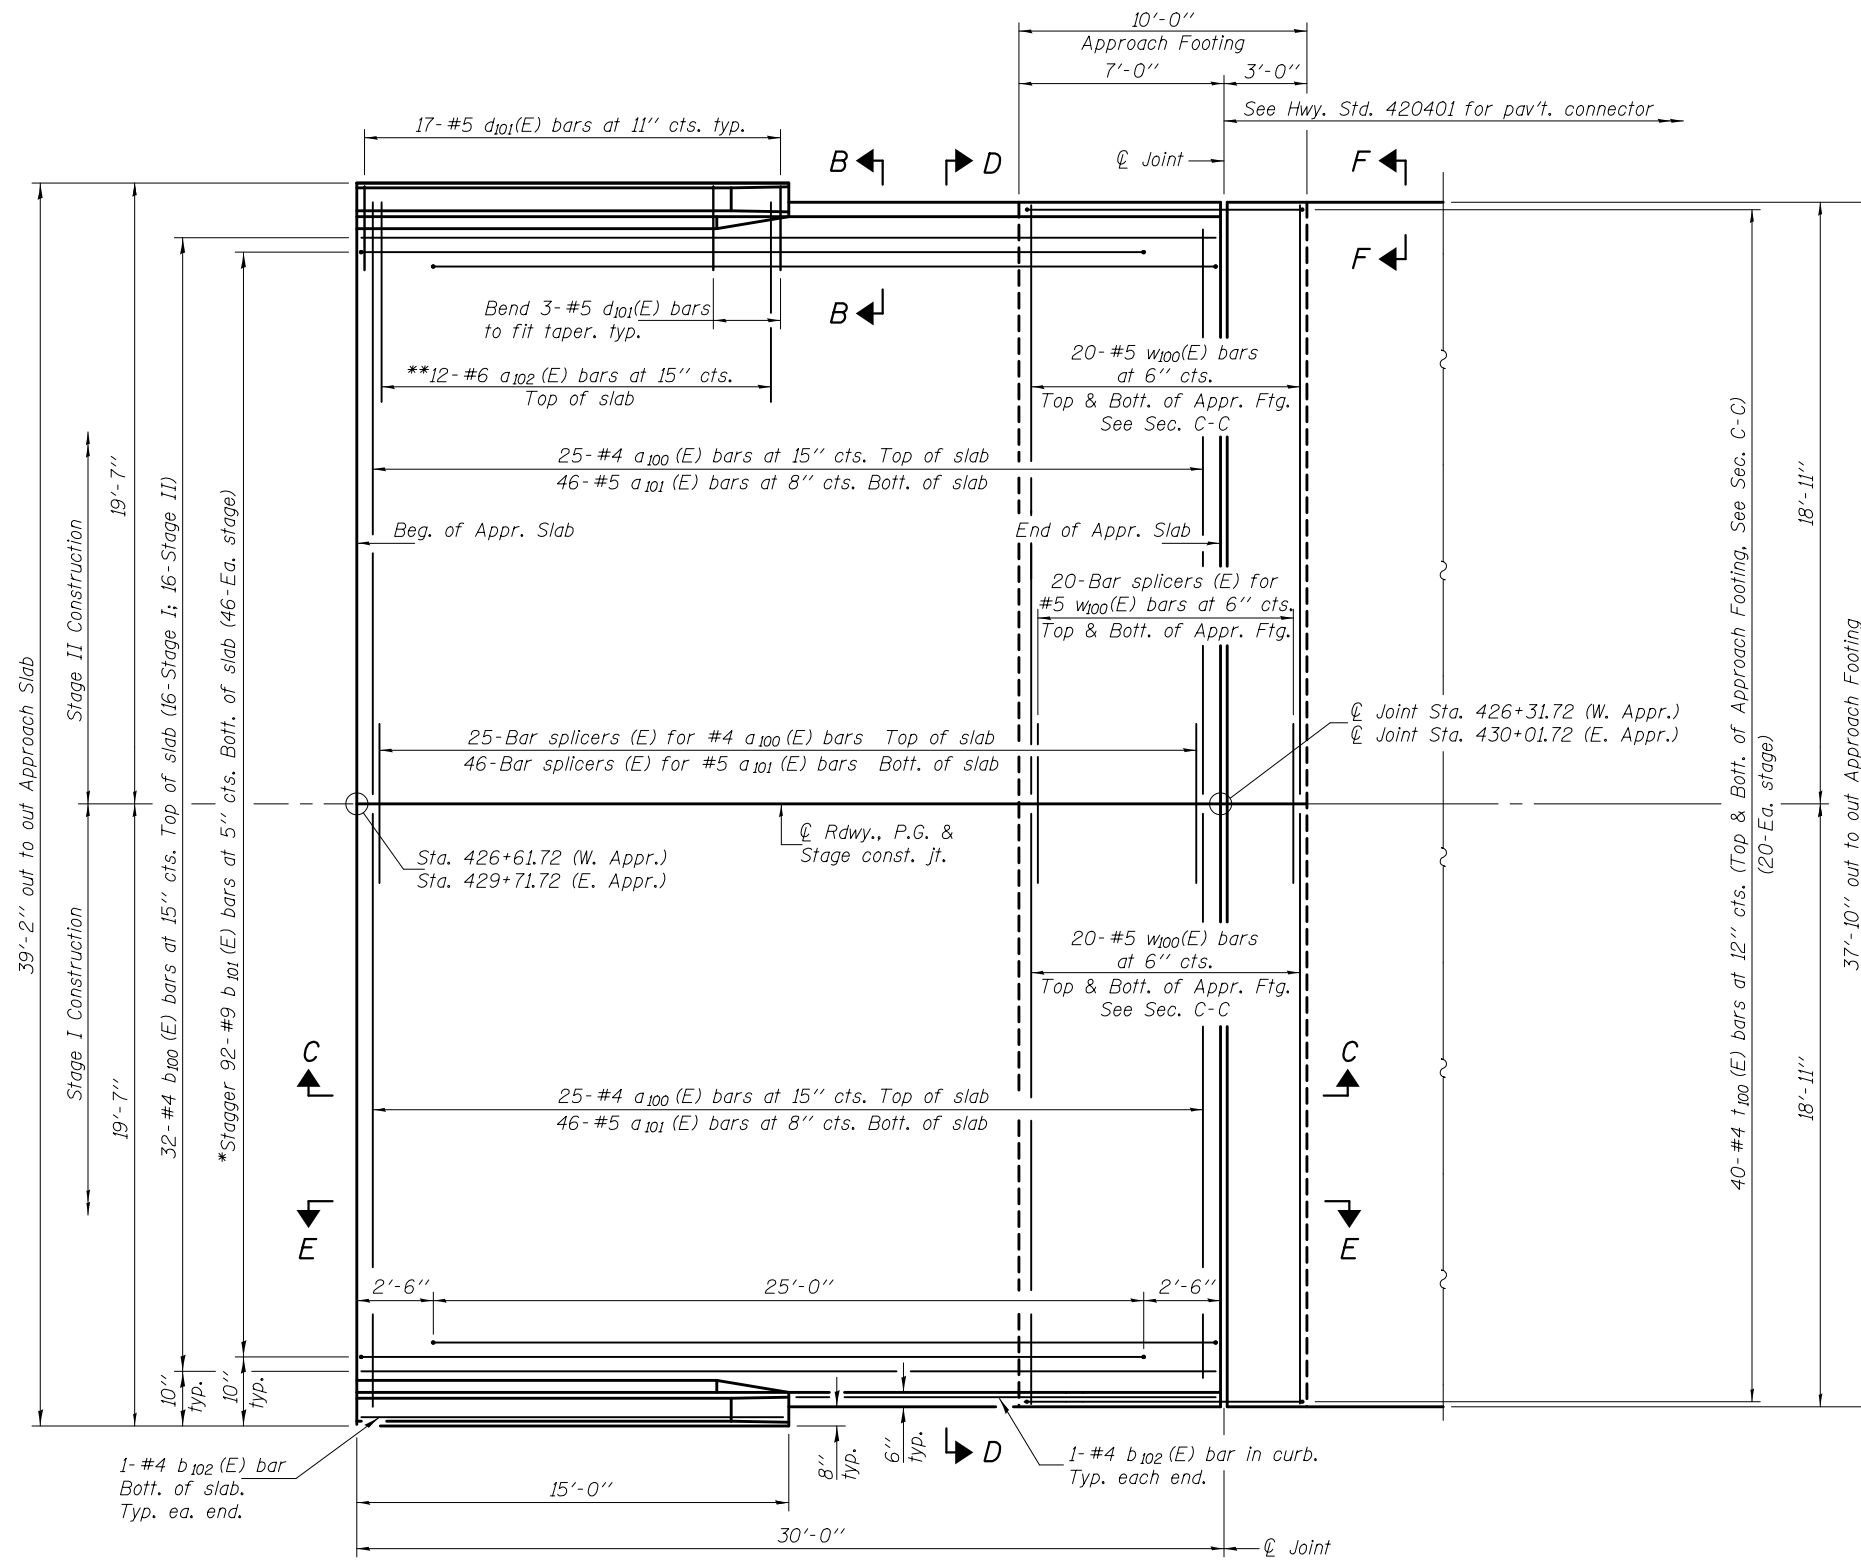 10'-0"
Approach Footing
7'-0"
3'-0"
See Hwy. Std. 420401 for pav't. connector
17-#5 d101(E) bars at 11" cts. typ.
B
D
℄ Joint
F
F
B
Bend 3-#5 d101(E) bars
to fit taper. typ.
**12-#6 a102 (E) bars at 15" cts.
Top of slab
20-#5 w100(E) bars
at 6" cts.
Top & Bott. of Appr. Ftg.
See Sec. C-C
25-#4 a100 (E) bars at 15" cts. Top of slab
46-#5 a101 (E) bars at 8" cts. Bott. of slab
Beg. of Appr. Slab
End of Appr. Slab
20-Bar splicers (E) for
#5 w100(E) bars at 6" cts.
Top & Bott. of Appr. Ftg.
25-Bar splicers (E) for #4 a100 (E) bars Top of slab
46-Bar splicers (E) for #5 a101 (E) bars Bott. of slab
℄ Joint Sta. 426+31.72 (W. Appr.)
℄ Joint Sta. 430+01.72 (E. Appr.)
℄ Rdwy., P.G. &
Stage const. jt.
Sta. 426+61.72 (W. Appr.)
Sta. 429+71.72 (E. Appr.)
39'-2" out to out Approach Slab
Stage II Construction
Stage I Construction
19'-7"
19'-7"
32-#4 b100 (E) bars at 15" cts. Top of slab (16-Stage I; 16-Stage II)
*Stagger 92-#9 b101 (E) bars at 5" cts. Bott. of slab (46-Ea. stage)
40-#4 t100 (E) bars at 12" cts. (Top & Bott. of Approach Footing, See Sec. C-C)
(20-Ea. stage)
18'-11"
18'-11"
37'-10" out to out Approach Footing
20-#5 w100(E) bars
at 6" cts.
Top & Bott. of Appr. Ftg.
See Sec. C-C
C
C
25-#4 a100 (E) bars at 15" cts. Top of slab
46-#5 a101 (E) bars at 8" cts. Bott. of slab
E
E
2'-6"
25'-0"
2'-6"
10"
typ.
10"
typ.
1-#4 b102 (E) bar
Bott. of slab.
Typ. ea. end.
15'-0"
8"
typ.
6"
typ.
D
1-#4 b102 (E) bar in curb.
Typ. each end.
30'-0"
℄ Joint